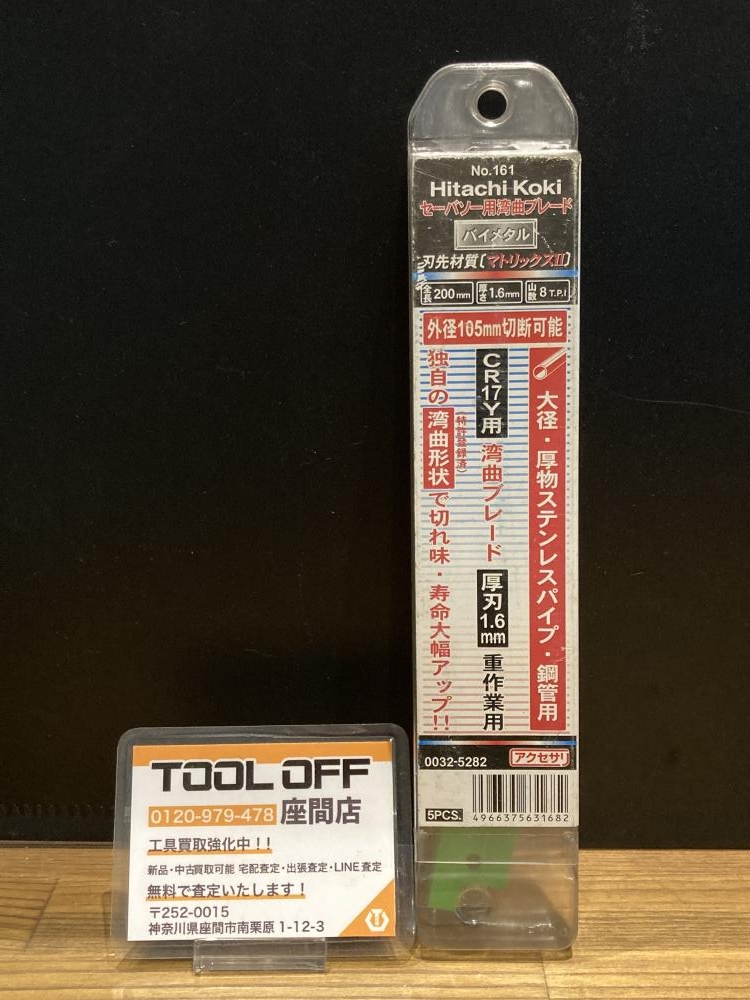 No.161
Hitachi Koki
セーバソー用湾曲ブレード
バイメタル
刃先材質〔マトリックスII〕
全長 200mm 厚さ 1.6mm 山数 8 T.P.I
外径105mm切断可能
大径・厚物ステンレスパイプ・鋼管用
CR17Y用 湾曲ブレード 厚刃1.6mm 重作業用
独自の湾曲形状で切れ味・寿命大幅アップ!!
(特許登録済)
0032-5282 アクセサリ
5PCS. 4966375631682
TOOL OFF
0120-979-478 座間店
工具買取強化中!!
新品・中古買取可能 宅配査定・出張査定・LINE査定
無料で査定いたします!
〒252-0015
神奈川県座間市南栗原1-12-3